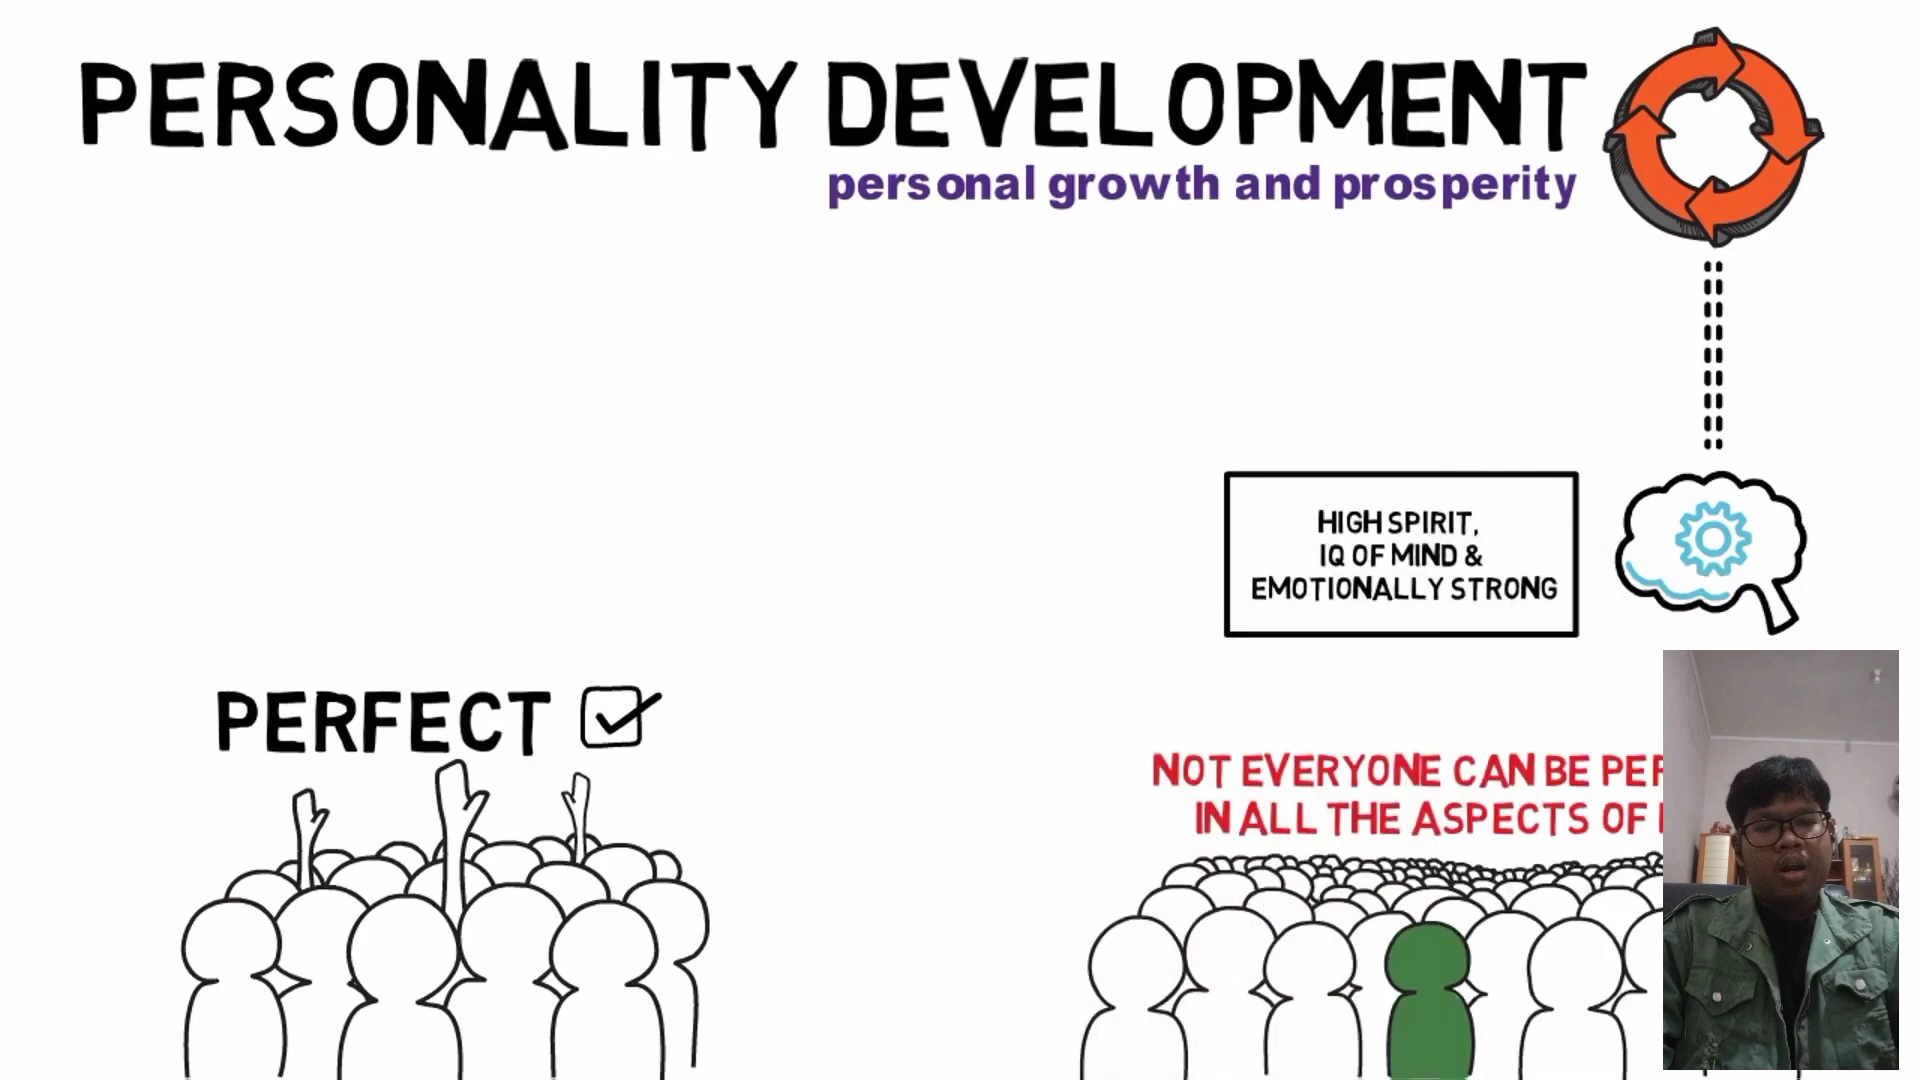 PERSONALITY DEVELOPMENT
personal growth and prosperity
HIGH SPIRIT,
IQ OF MIND &
EMOTIONALLY STRONG
PERFECT
NOT EVERYONE CAN BE
IN ALL THE ASPECTS OF